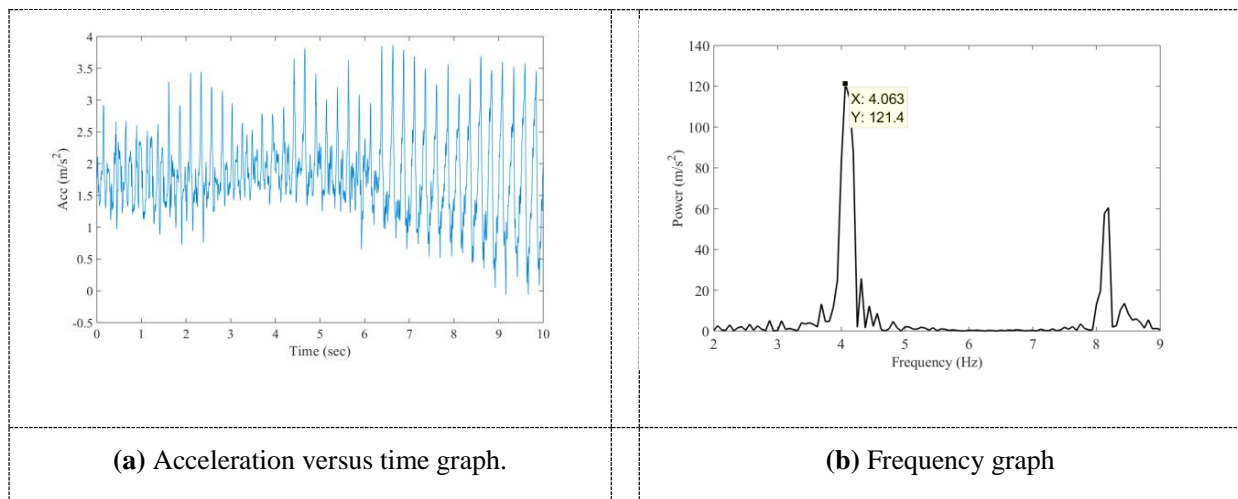 4
3.5
3
2.5
2
1.5
1
0.5
0
-0.5
Acc (m/s²)
0 1 2 3 4 5 6 7 8 9 10
Time (sec)
(a) Acceleration versus time graph.
140
120
100
80
60
40
20
0
Power (m/s²)
X: 4.063
Y: 121.4
2 3 4 5 6 7 8 9
Frequency (Hz)
(b) Frequency graph